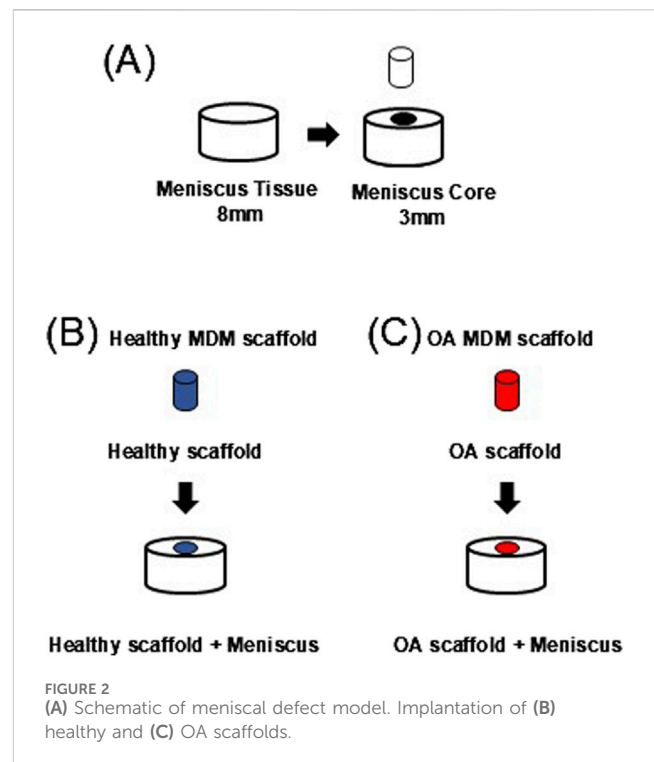 (A)
Meniscus Tissue
8mm
Meniscus Core
3mm
(B) Healthy MDM scaffold
Healthy scaffold
Healthy scaffold + Meniscus
(C) OA MDM scaffold
OA scaffold
OA scaffold + Meniscus
FIGURE 2
(A) Schematic of meniscal defect model. Implantation of (B)
healthy and (C) OA scaffolds.